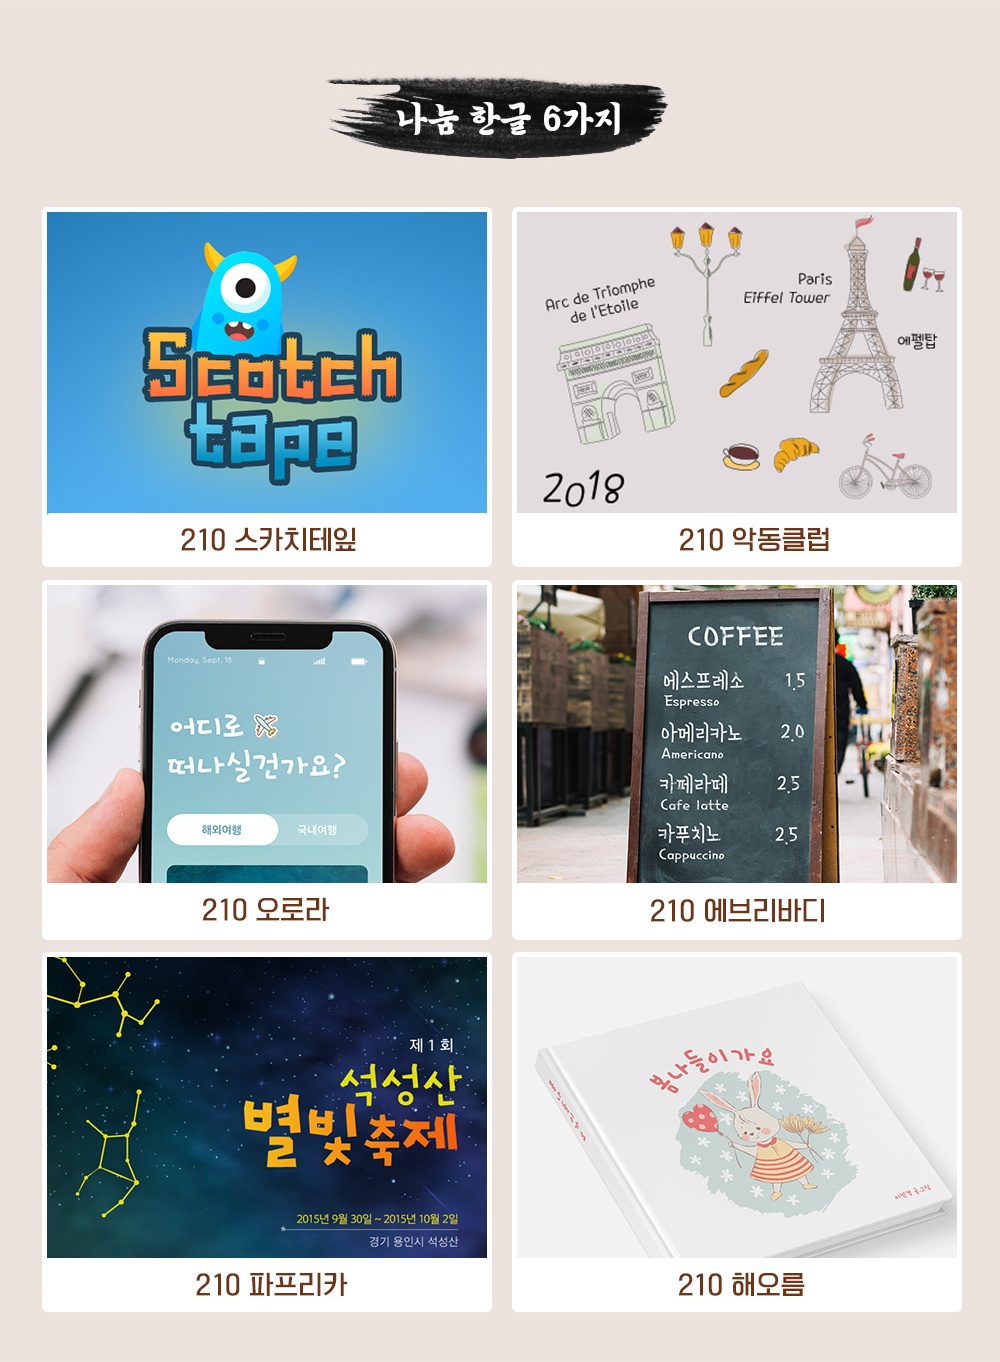 나눔 한글 6가지
Scotch
tape
210 스카치테잎
Arc de Triomphe
de l'Etoile
Paris
Eiffel Tower
에펠탑
2018
210 악동클럽
Monday, Sept. 18
어디로
떠나실건가요?
해외여행 국내여행
210 오로라
COFFEE
에스프레소 1.5
Espresso
아메리카노 2.0
Americano
카페라떼 2.5
Cafe latte
카푸치노 2.5
Cappuccino
210 에브리바디
제 1 회
석성산
별빛축제
2015년 9월 30일 ~ 2015년 10월 2일
경기 용인시 석성산
210 파프리카
봄나들이가요
210 해오름